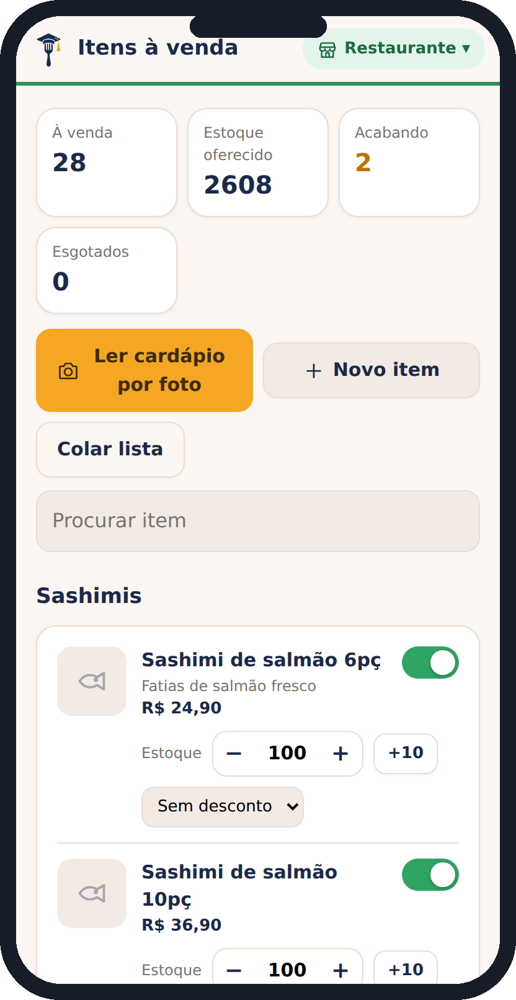 Itens à venda
Restaurante ▾
À venda
28
Estoque
oferecido
2608
Acabando
2
Esgotados
0
Ler cardápio
por foto
+ Novo item
Colar lista
Procurar item
Sashimis
Sashimi de salmão 6pç
Fatias de salmão fresco
R$ 24,90
Estoque − 100 + +10
Sem desconto
Sashimi de salmão
10pç
R$ 36,90
Estoque − 100 + +10